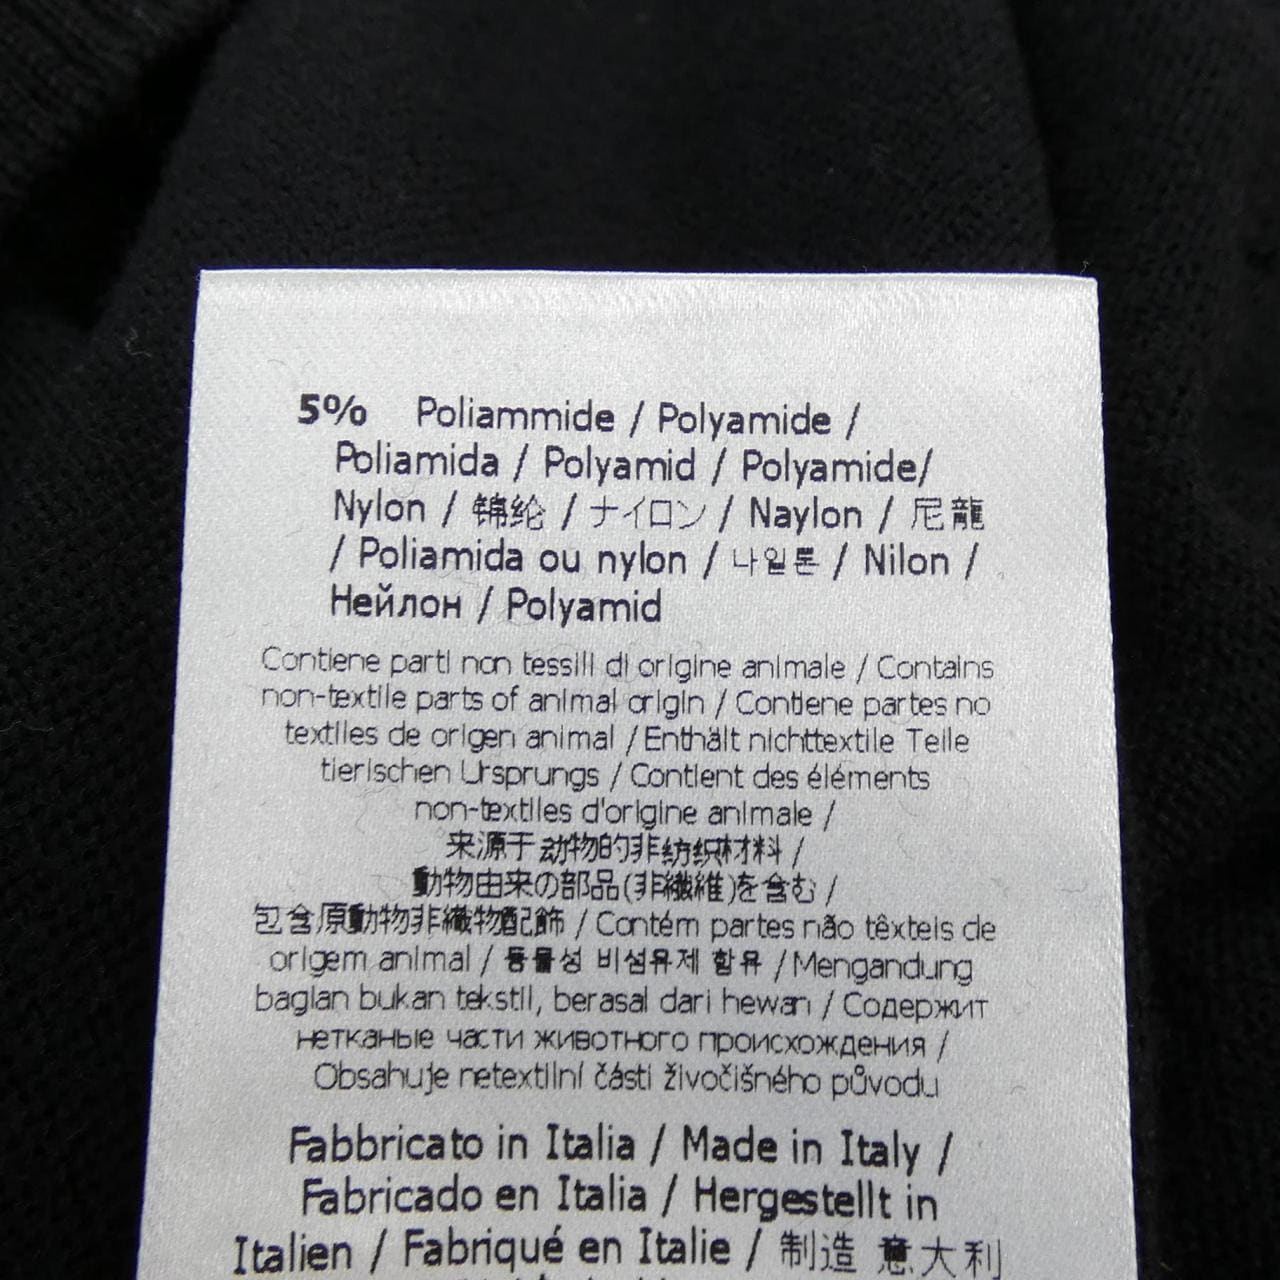 5% Poliammide / Polyamide /
Poliamida / Polyamid / Polyamide/
Nylon / 锦纶 / ナイロン / Naylon / 尼龍
/ Poliamida ou nylon / 나일론 / Nilon /
Нейлон / Polyamid
Contiene parti non tessili di origine animale / Contains
non-textile parts of animal origin / Contiene partes no
textiles de origen animal / Enthält nichttextile Teile
tierischen Ursprungs / Contient des éléments
non-textiles d'origine animale /
来源于动物的非纺织材料 /
動物由来の部品(非繊維)を含む /
包含原動物非織物配飾 / Contém partes não têxteis de
origem animal / 동물성 비섬유제 함유 / Mengandung
bagian bukan tekstil, berasal dari hewan / Содержит
нетканые части животного происхождения /
Obsahuje netextilní části živočišného původu
Fabbricato in Italia / Made in Italy /
Fabricado en Italia / Hergestellt in
Italien / Fabriqué en Italie / 制造 意大利